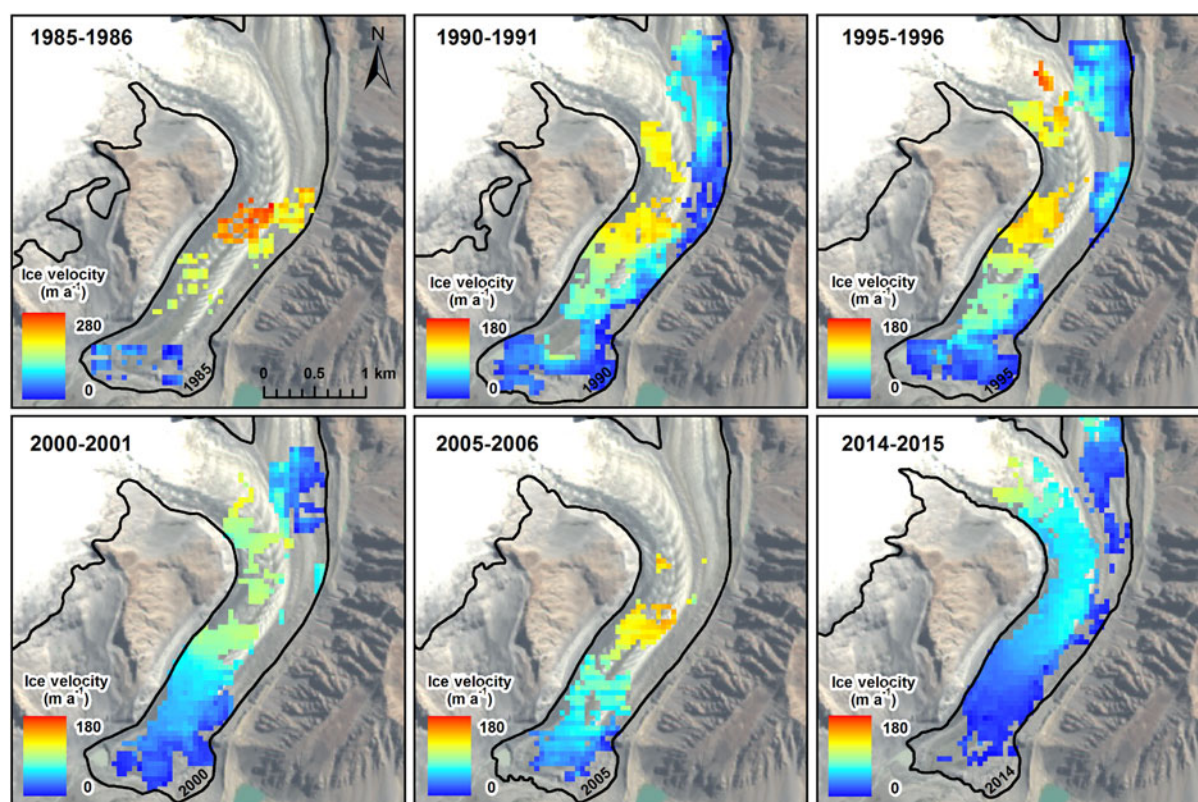 1985-1986
N
Ice velocity
(m a⁻¹)
280
0
1985
0 0.5 1 km
1990-1991
Ice velocity
(m a⁻¹)
180
0
1990
1995-1996
Ice velocity
(m a⁻¹)
180
0
1995
2000-2001
Ice velocity
(m a⁻¹)
180
0
2000
2005-2006
Ice velocity
(m a⁻¹)
180
0
2005
2014-2015
Ice velocity
(m a⁻¹)
180
0
2014